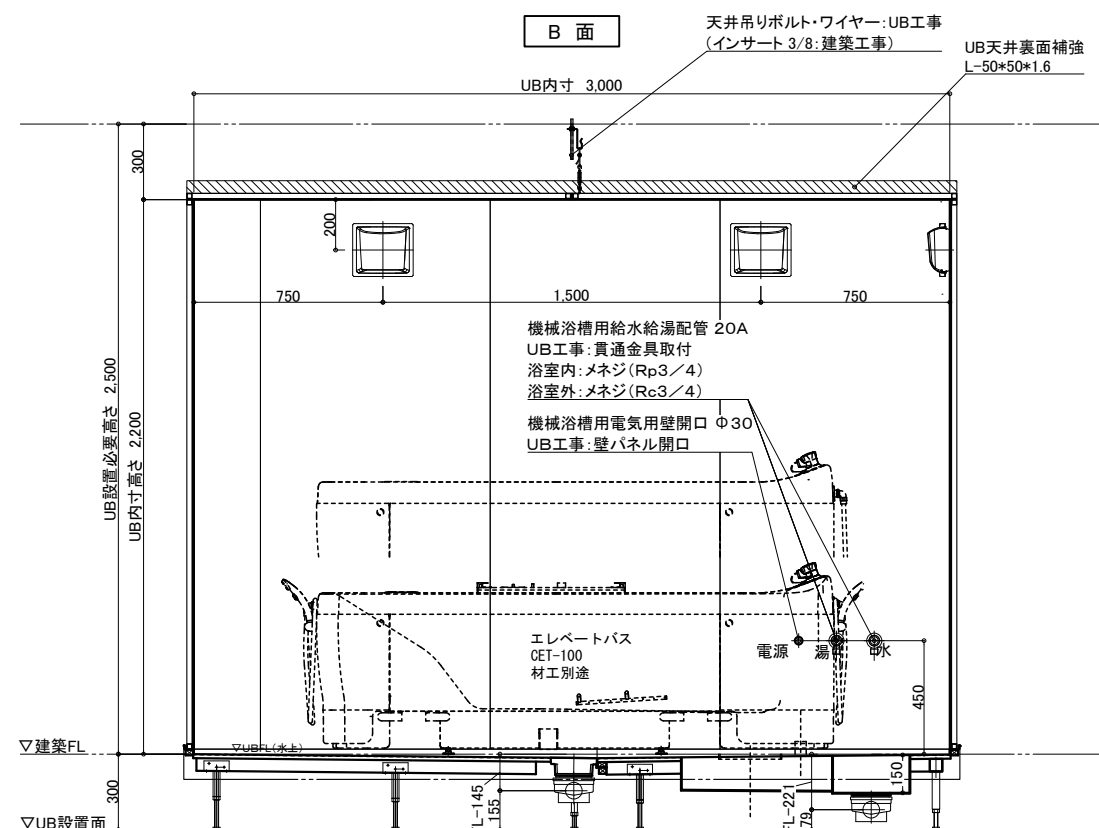 B 面
天井吊りボルト・ワイヤー:UB工事
(インサート 3/8:建築工事)
UB天井裏面補強
L-50*50*1.6
UB内寸 3,000
300
200
750
1,500
750
機械浴槽用給水給湯配管 20A
UB工事:貫通金具取付
浴室内:メネジ(Rp3/4)
浴室外:メネジ(Rc3/4)
機械浴槽用電気用壁開口 Φ30
UB工事:壁パネル開口
UB設置必要高さ 2,500
UB内寸高さ 2,200
エレベートバス
CET-100
材工別途
電源
湯
水
450
▽建築FL
▽UBFL(水上)
300
FL-145
155
FL-221
79
150
▽UB設置面